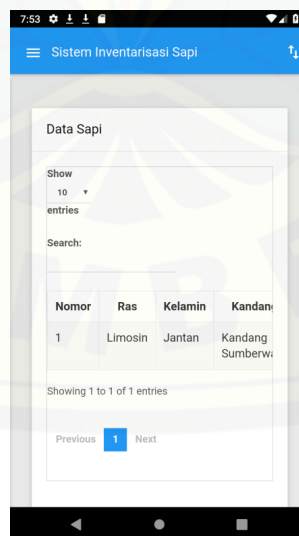 7:53
Sistem Inventarisasi Sapi
Data Sapi
Show
10
entries
Search:
Nomor Ras Kelamin Kandang
1 Limosin Jantan Kandang
Showing 1 to 1 of 1 entries
Previous 1 Next